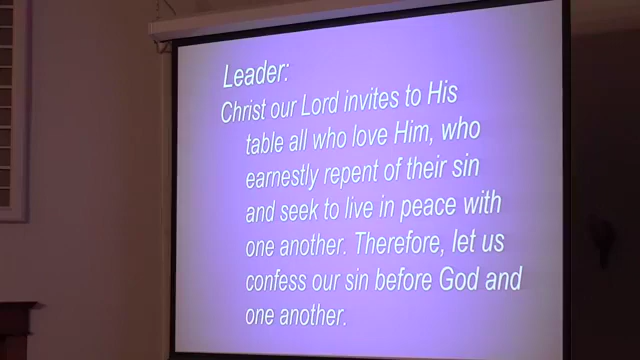 Leader:
Christ our Lord invites to His
table all who love Him, who
earnestly repent of their sin
and seek to live in peace with
one another. Therefore, let us
confess our sin before God and
one another.